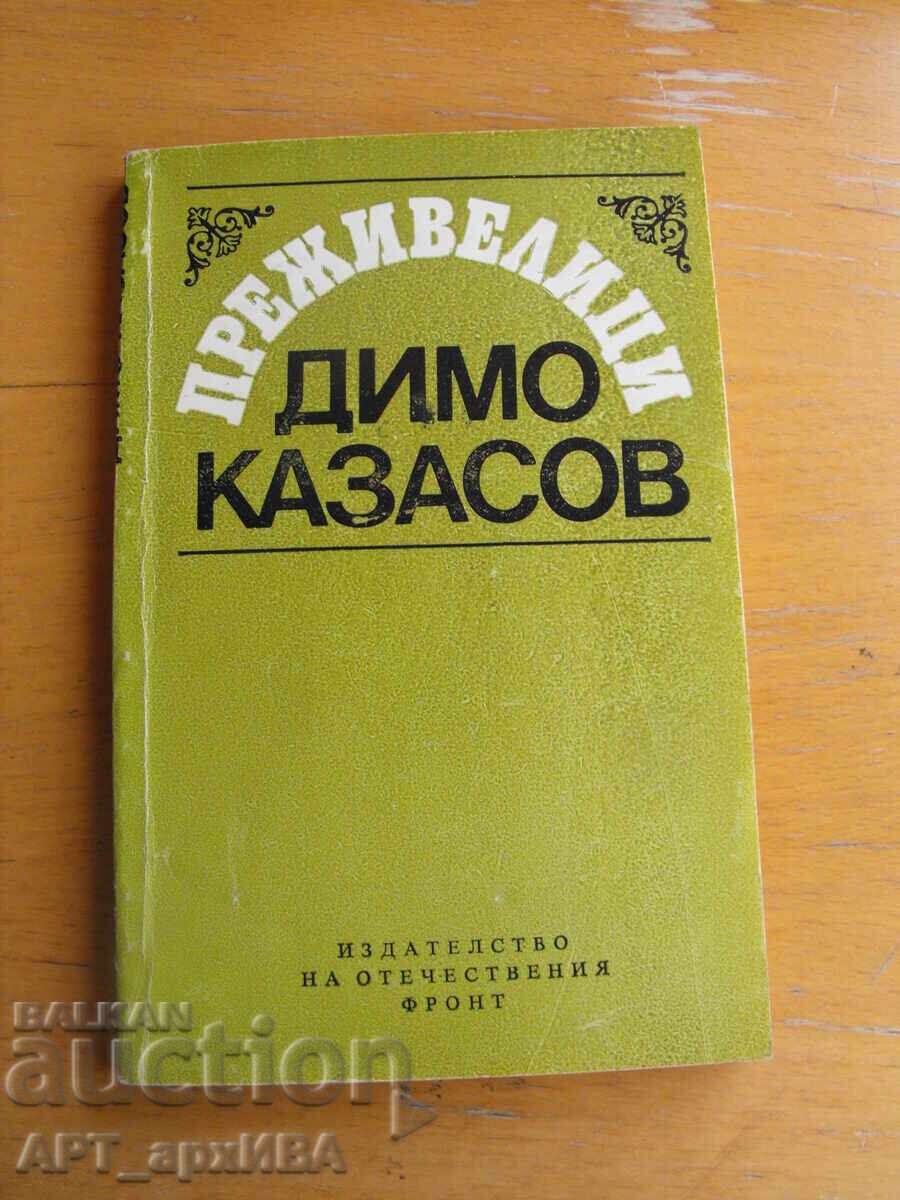 ПРЕЖИВЕЛИЦИ
ДИМО
КАЗАСОВ
ИЗДАТЕЛСТВО
НА ОТЕЧЕСТВЕНИЯ
ФРОНТ
BALKAN
auction
АРТ_архИВА